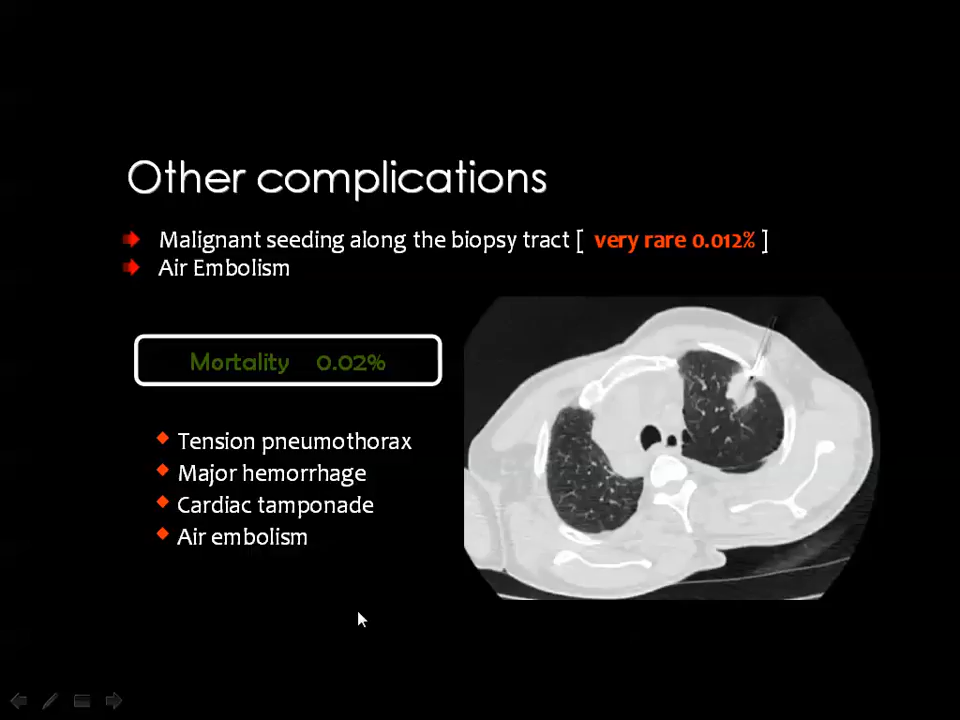 Other complications
Malignant seeding along the biopsy tract [ very rare 0.012% ]
Air Embolism
Mortality 0.02%
Tension pneumothorax
Major hemorrhage
Cardiac tamponade
Air embolism